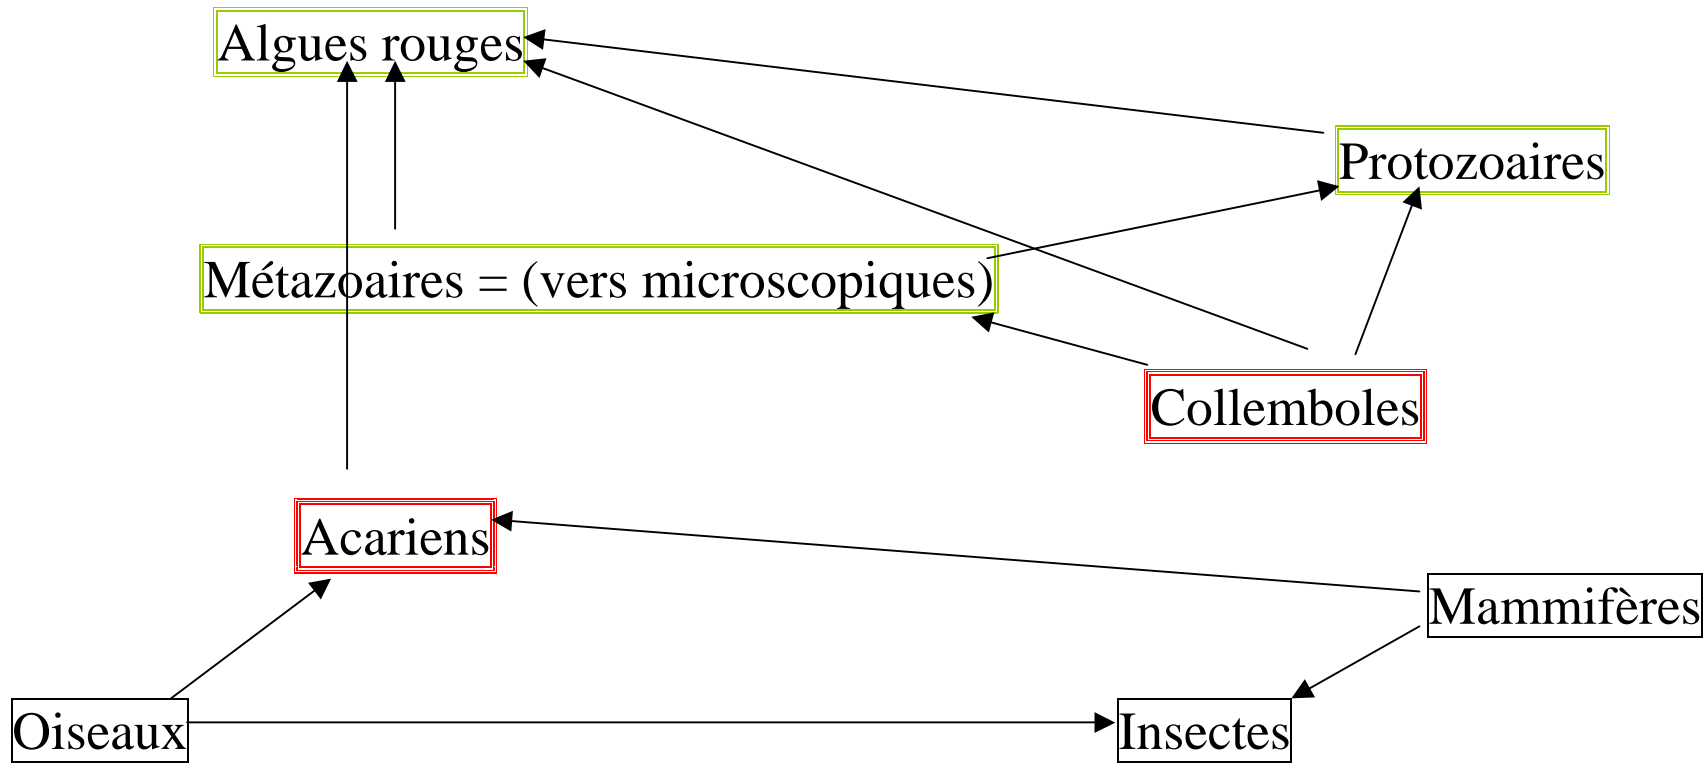 Algues rouges
Protozoaires
Métazoaires = (vers microscopiques)
Collemboles
Acariens
Mammifères
Oiseaux
Insectes